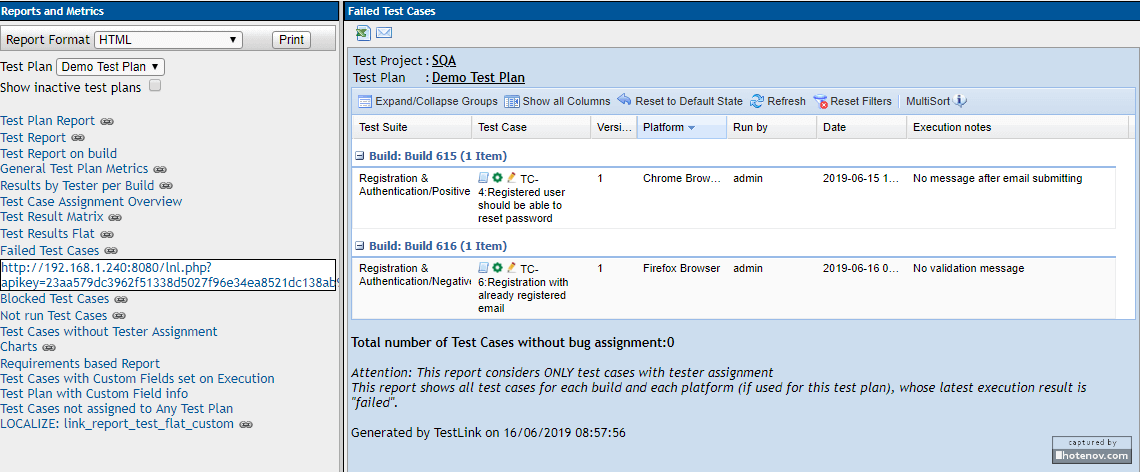 Reports and Metrics
Report Format HTML Print
Test Plan Demo Test Plan
Show inactive test plans
Test Plan Report
Test Report
Test Report on build
General Test Plan Metrics
Results by Tester per Build
Test Case Assignment Overview
Test Result Matrix
Test Results Flat
Failed Test Cases
http://192.168.1.240:8080/lnl.php?
apikey=23aa579dc3962f51338d5027f96e34ea8521dc138ab9
Blocked Test Cases
Not run Test Cases
Test Cases without Tester Assignment
Charts
Requirements based Report
Test Cases with Custom Fields set on Execution
Test Plan with Custom Field info
Test Cases not assigned to Any Test Plan
LOCALIZE: link_report_test_flat_custom
Failed Test Cases
Test Project : SQA
Test Plan : Demo Test Plan
Expand/Collapse Groups Show all Columns Reset to Default State Refresh Reset Filters MultiSort
Test Suite Test Case Versi... Platform Run by Date Execution notes
Build: Build 615 (1 Item)
Registration & TC- 1 Chrome Brow... admin 2019-06-15 1... No message after email submitting
Authentication/Positive 4:Registered user
should be able to
reset password
Build: Build 616 (1 Item)
Registration & TC- 1 Firefox Browser admin 2019-06-16 0... No validation message
Authentication/Negative 6:Registration with
already registered
email
Total number of Test Cases without bug assignment:0
Attention: This report considers ONLY test cases with tester assignment
This report shows all test cases for each build and each platform (if used for this test plan), whose latest execution result is
"failed".
Generated by TestLink on 16/06/2019 08:57:56
captured by
hotenov.com